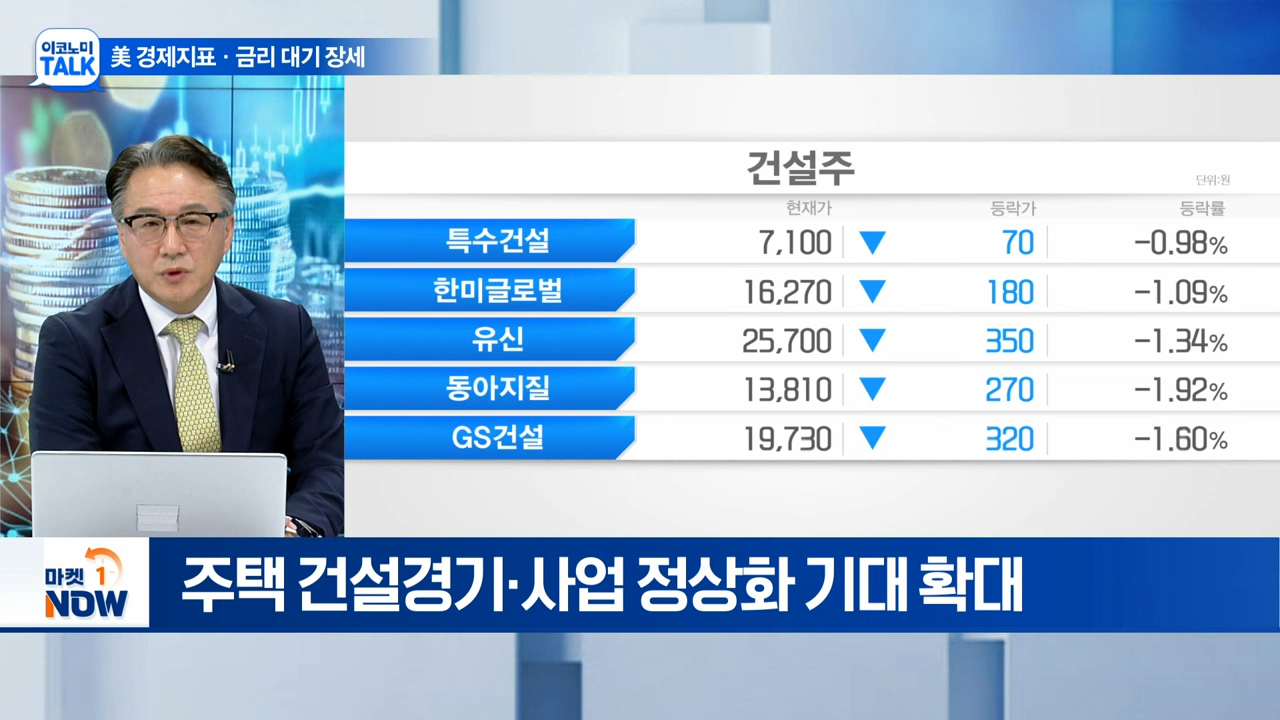 이코노미
TALK
美 경제지표 · 금리 대기 장세
건설주
단위:원
현재가 등락가 등락률
특수건설 7,100 ▼ 70 -0.98%
한미글로벌 16,270 ▼ 180 -1.09%
유신 25,700 ▼ 350 -1.34%
동아지질 13,810 ▼ 270 -1.92%
GS건설 19,730 ▼ 320 -1.60%
마켓 1
NOW
주택 건설경기·사업 정상화 기대 확대